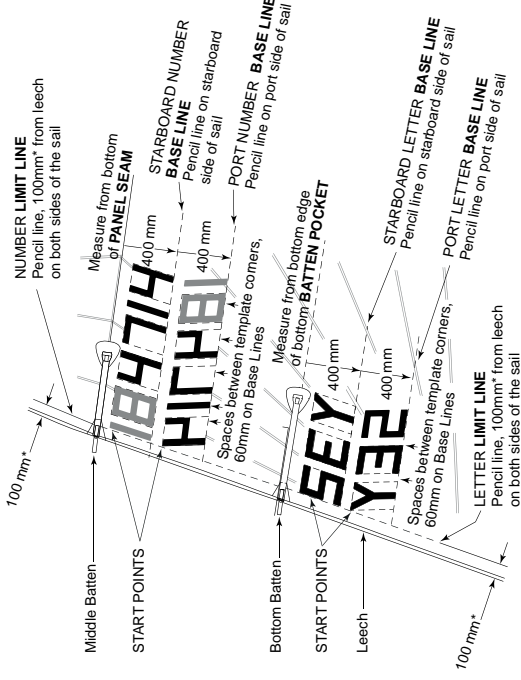 NUMBER LIMIT LINE
Pencil line, 100mm* from leech
on both sides of the sail
100 mm*
Measure from bottom
of PANEL SEAM
Middle Batten
184714
400 mm
STARBOARD NUMBER
BASE LINE
Pencil line on starboard
side of sail
START POINTS
184714
400 mm
PORT NUMBER BASE LINE
Pencil line on port side of sail
Spaces between template corners,
60mm on Base Lines
Measure from bottom edge
of bottom BATTEN POCKET
Bottom Batten
SEY
400 mm
STARBOARD LETTER BASE LINE
Pencil line on starboard side of sail
START POINTS
SEY
400 mm
PORT LETTER BASE LINE
Pencil line on port side of sail
Leech
Spaces between template corners,
60mm on Base Lines
LETTER LIMIT LINE
Pencil line, 100mm* from leech
on both sides of the sail
100 mm*